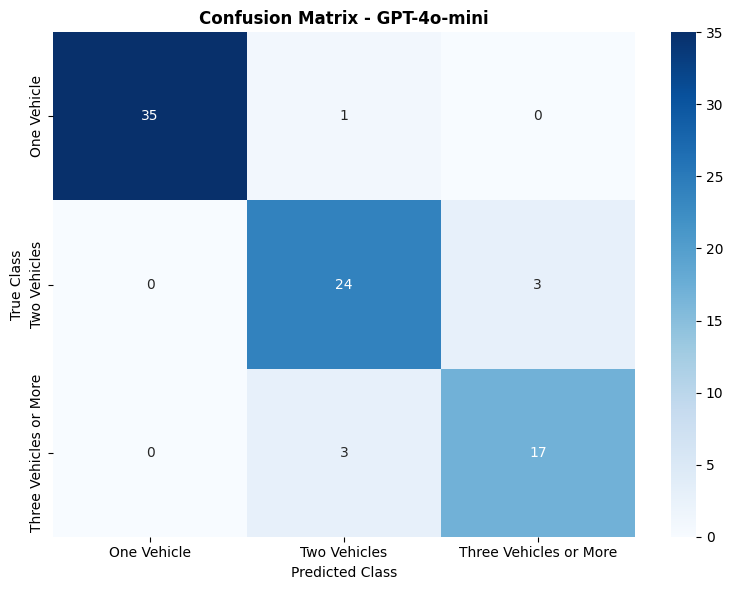 Confusion Matrix - GPT-4o-mini
True Class
One Vehicle
Two Vehicles
Three Vehicles or More
35 1 0
0 24 3
0 3 17
One Vehicle Two Vehicles Three Vehicles or More
Predicted Class
35
30
25
20
15
10
5
0